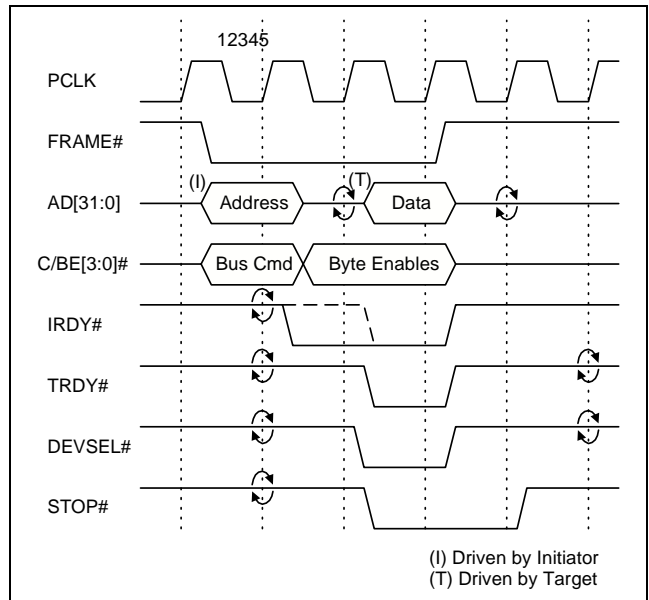 12345
PCLK
FRAME#
(I)
(T)
AD[31:0]
Address
Data
C/BE[3:0]#
Bus Cmd
Byte Enables
IRDY#
TRDY#
DEVSEL#
STOP#
(I) Driven by Initiator
(T) Driven by Target